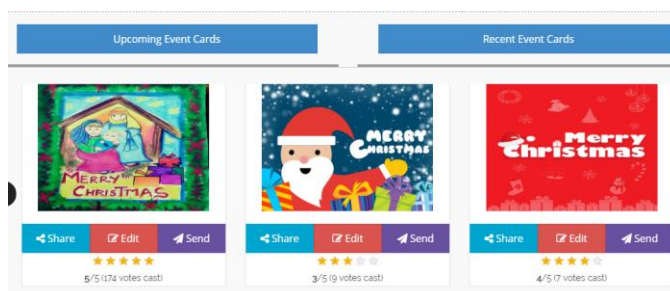 Upcoming Event Cards
Recent Event Cards
MERRY
CHRISTMAS
MERRY
CHRISTMAS
Merry
Christmas
Share Edit Send
Share Edit Send
Share Edit Send
5/5 (174 votes cast)
3/5 (9 votes cast)
4/5 (7 votes cast)